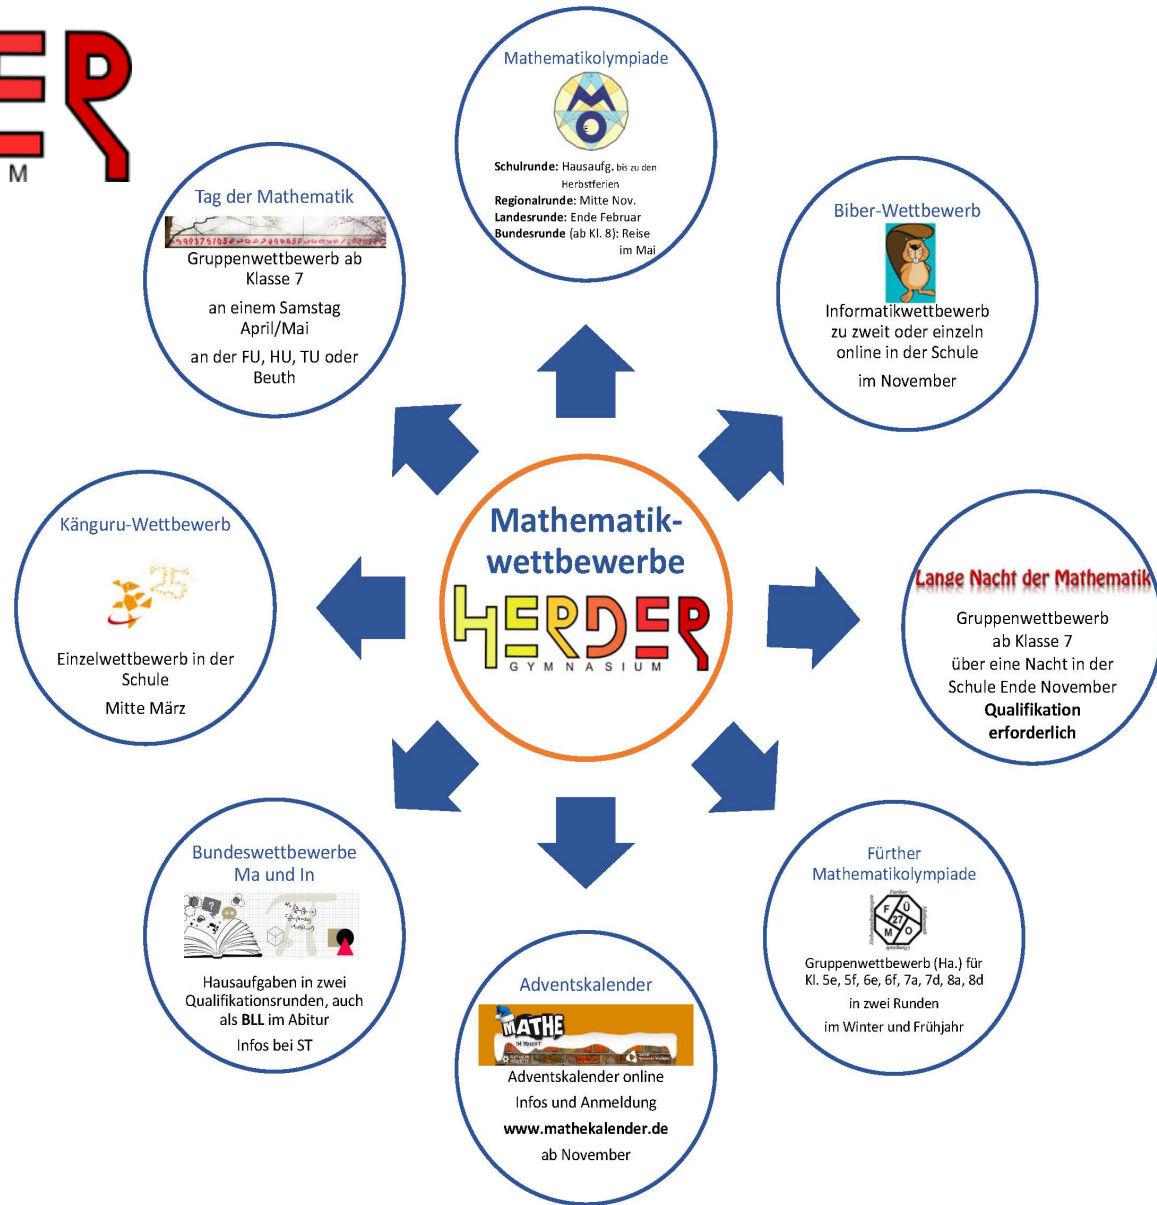 ER
M
Mathematikolympiade
M
O
Schulrunde: Hausaufg. bis zu den
Herbstferien
Regionalrunde: Mitte Nov.
Landesrunde: Ende Februar
Bundesrunde (ab Kl. 8): Reise
im Mai
Tag der Mathematik
Gruppenwettbewerb ab
Klasse 7
an einem Samstag
April/Mai
an der FU, HU, TU oder
Beuth
Biber-Wettbewerb
Informatikwettbewerb
zu zweit oder einzeln
online in der Schule
im November
Känguru-Wettbewerb
25
Einzelwettbewerb in der
Schule
Mitte März
Mathematik-
wettbewerbe
HERDER
GYMNASIUM
Lange Nacht der Mathematik
Gruppenwettbewerb
ab Klasse 7
über eine Nacht in der
Schule Ende November
Qualifikation
erforderlich
Bundeswettbewerbe
Ma und In
Hausaufgaben in zwei
Qualifikationsrunden, auch
als BLL im Abitur
Infos bei ST
Adventskalender
MATHE
IM ADVENT
Adventskalender online
Infos und Anmeldung
www.mathekalender.de
ab November
Fürther
Mathematikolympiade
F Ü
27
M O
Gruppenwettbewerb (Ha.) für
Kl. 5e, 5f, 6e, 6f, 7a, 7d, 8a, 8d
in zwei Runden
im Winter und Frühjahr